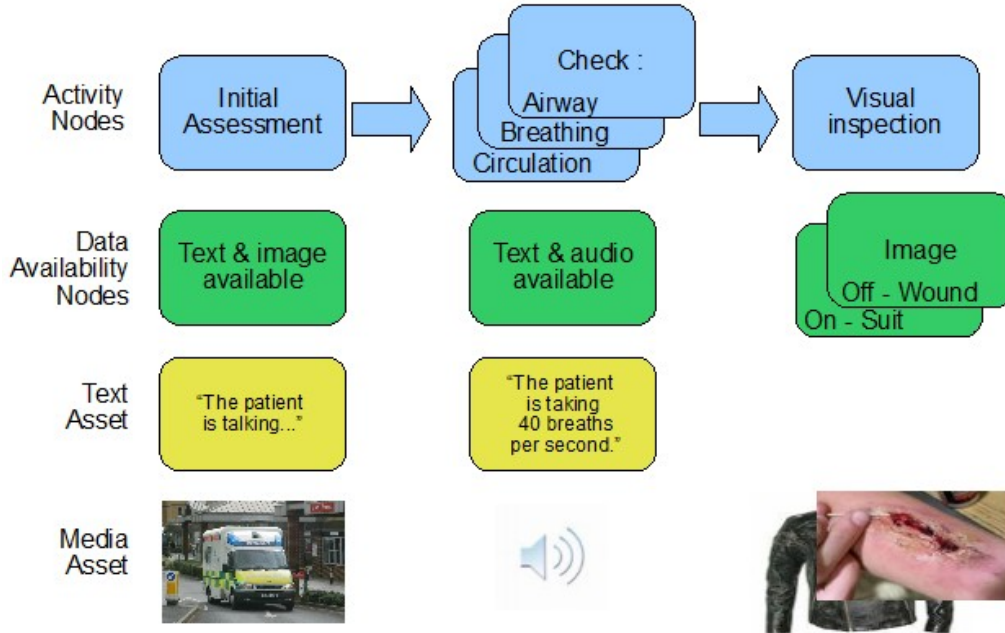 Activity
Nodes
Initial
Assessment
Check :
Airway
Breathing
Circulation
Visual
inspection
Data
Availability
Nodes
Text & image
available
Text & audio
available
Image
Off - Wound
On - Suit
Text
Asset
“The patient
is talking...”
“The patient
is taking
40 breaths
per second.”
Media
Asset